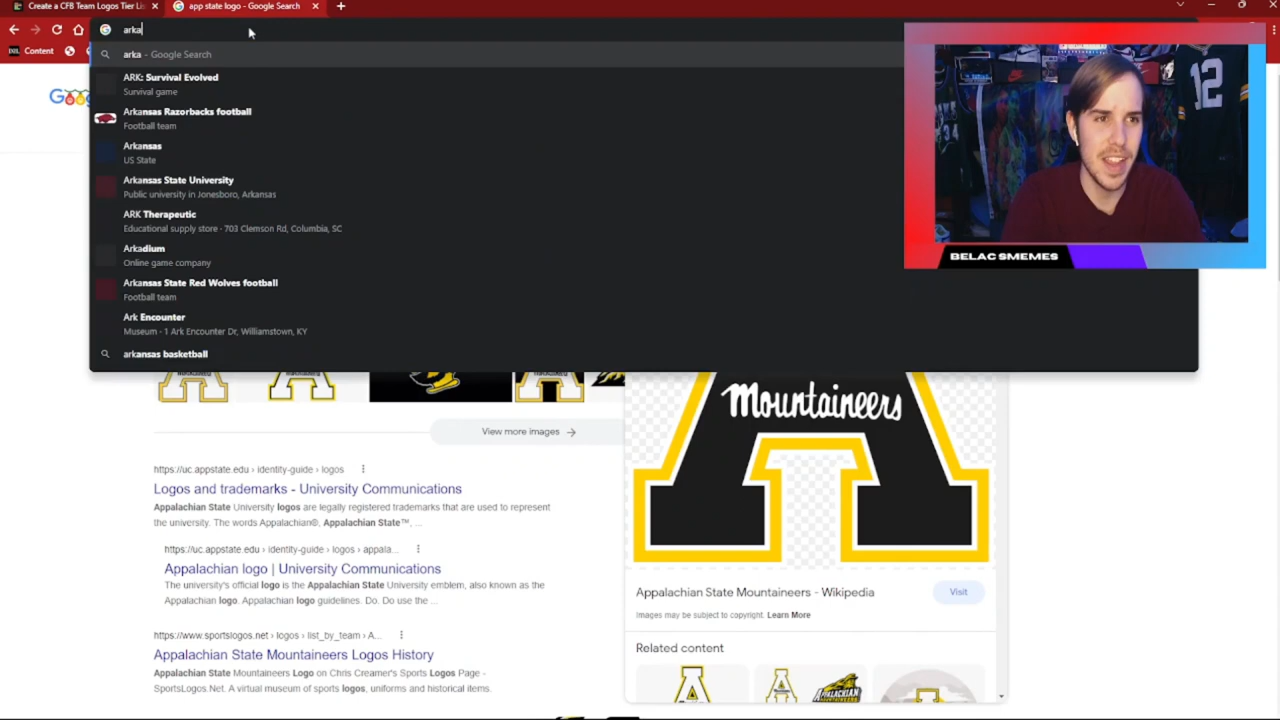 Create a CFB Team Logos Tier Lis
app state logo - Google Search
arka
Content
arka - Google Search
ARK: Survival Evolved
Survival game
Arkansas Razorbacks football
Football team
Arkansas
US State
Arkansas State University
Public university in Jonesboro, Arkansas
ARK Therapeutic
Educational supply store - 703 Clemson Rd, Columbia, SC
Arkadium
Online game company
Arkansas State Red Wolves football
Football team
Ark Encounter
Museum - 1 Ark Encounter Dr, Williamstown, KY
arkansas basketball
12
BELAC SMEMES
Mountaineers
View more images
https://uc.appstate.edu › identity-guide › logos
Logos and trademarks - University Communications
Appalachian State University logos are legally registered trademarks that are used to represent
the university. The words Appalachian®, Appalachian State™, ...
https://uc.appstate.edu › identity-guide › logos › appala...
Appalachian logo | University Communications
The university's official logo is the Appalachian State University emblem, also known as the
Appalachian logo. Appalachian logo guidelines. Do. Do use the ...
https://www.sportslogos.net › logos › list_by_team › A...
Appalachian State Mountaineers Logos History
Appalachian State Mountaineers Logo on Chris Creamer's Sports Logos Page -
SportsLogos.Net. A virtual museum of sports logos, uniforms and historical items.
Appalachian State Mountaineers - Wikipedia
Visit
Images may be subject to copyright. Learn More
Related content